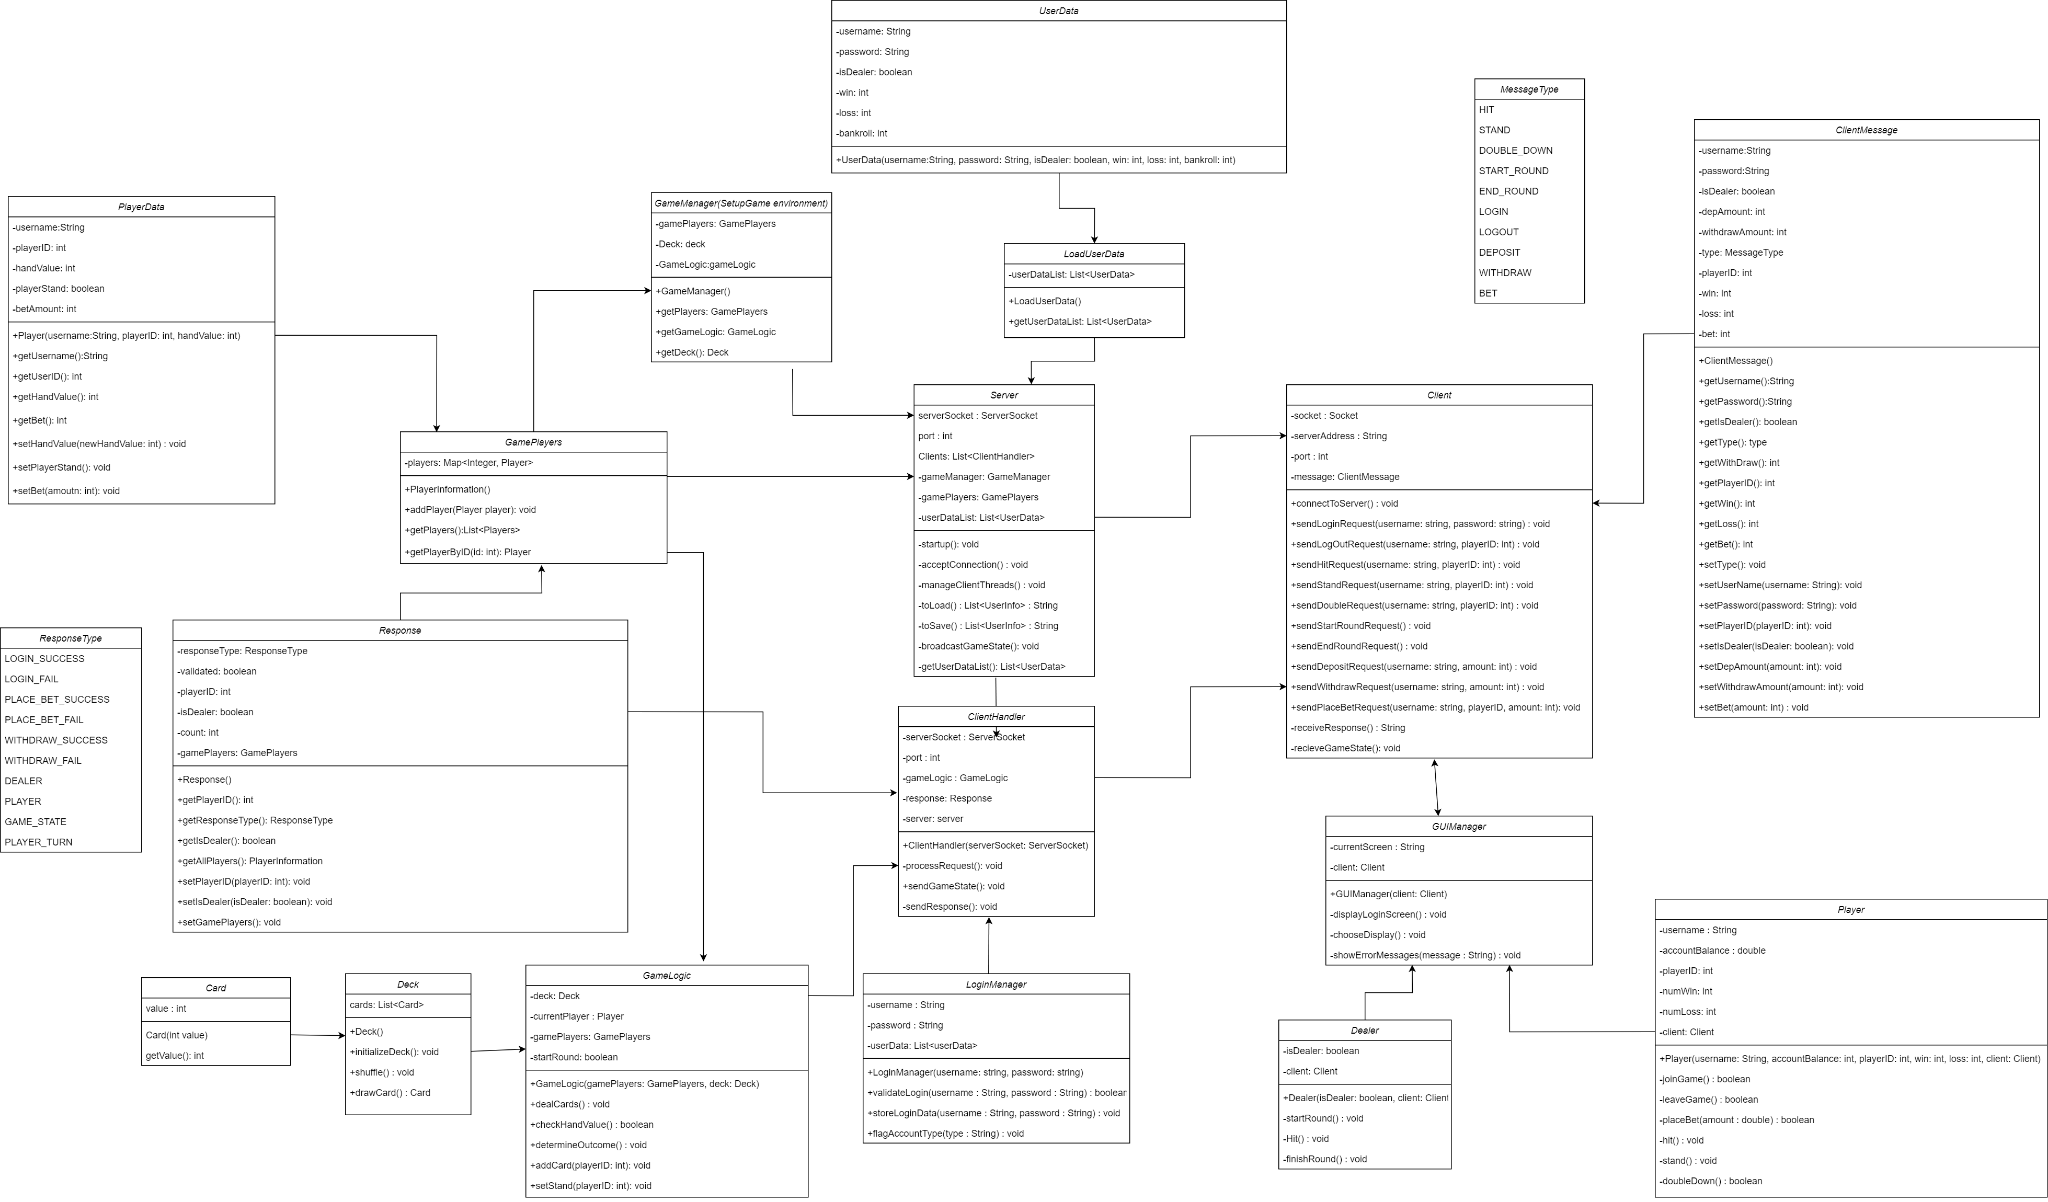 UserData
-username: String
-password: String
-isDealer: boolean
-win: int
-loss: int
-bankroll: int
+UserData(username:String, password: String, isDealer: boolean, win: int, loss: int, bankroll: int)
MessageType
HIT
STAND
DOUBLE_DOWN
START_ROUND
END_ROUND
LOGIN
LOGOUT
DEPOSIT
WITHDRAW
BET
ClientMessage
-username:String
-password:String
-isDealer: boolean
-depAmount: int
-withdrawAmount: int
-type: MessageType
-playerID: int
-win: int
-loss: int
-bet: int
+ClientMessage()
+getUsername():String
+getPassword():String
+getIsDealer(): boolean
+getType(): type
+getWithDraw(): int
+getPlayerID(): int
+getWin(): int
+getLoss(): int
+getBet(): int
+setType(): void
+setUserName(username: String): void
+setPassword(password: String): void
+setPlayerID(playerID: int): void
+setIsDealer(isDealer: boolean): void
+setDepAmount(amount: int): void
+setWithdrawAmount(amount: int): void
+setBet(amount: int) : void
PlayerData
-username:String
-playerID: int
-handValue: int
-playerStand: boolean
-betAmount: int
+Player(username:String, playerID: int, handValue: int)
+getUsername():String
+getUserID(): int
+getHandValue(): int
+getBet(): int
+setHandValue(newHandValue: int) : void
+setPlayerStand(): void
+setBet(amoutn: int): void
GameManager(SetupGame environment)
-gamePlayers: GamePlayers
-Deck: deck
-GameLogic:gameLogic
+GameManager()
+getPlayers: GamePlayers
+getGameLogic: GameLogic
+getDeck(): Deck
LoadUserData
-userDataList: List<UserData>
+LoadUserData()
+getUserDataList: List<UserData>
GamePlayers
-players: Map<Integer, Player>
+PlayerInformation()
+addPlayer(Player player): void
+getPlayers():List<Players>
+getPlayerByID(id: int): Player
Server
serverSocket : ServerSocket
port : int
Clients: List<ClientHandler>
-gameManager: GameManager
-gamePlayers: GamePlayers
-userDataList: List<UserData>
-startup(): void
-acceptConnection() : void
-manageClientThreads() : void
-toLoad() : List<UserInfo> : String
-toSave() : List<UserInfo> : String
-broadcastGameState(): void
-getUserDataList(): List<UserData>
Client
-socket : Socket
-serverAddress : String
-port : int
-message: ClientMessage
+connectToServer() : void
+sendLoginRequest(username: string, password: string) : void
+sendLogOutRequest(username: string, playerID: int) : void
+sendHitRequest(username: string, playerID: int) : void
+sendStandRequest(username: string, playerID: int) : void
+sendDoubleRequest(username: string, playerID: int) : void
+sendStartRoundRequest() : void
+sendEndRoundRequest() : void
+sendDepositRequest(username: string, amount: int) : void
+sendWithdrawRequest(username: string, amount: int) : void
+sendPlaceBetRequest(username: string, playerID, amount: int): void
-receiveResponse() : String
-recieveGameState(): void
ResponseType
LOGIN_SUCCESS
LOGIN_FAIL
PLACE_BET_SUCCESS
PLACE_BET_FAIL
WITHDRAW_SUCCESS
WITHDRAW_FAIL
DEALER
PLAYER
GAME_STATE
PLAYER_TURN
Response
-responseType: ResponseType
-validated: boolean
-playerID: int
-isDealer: boolean
-count: int
-gamePlayers: GamePlayers
+Response()
+getPlayerID(): int
+getResponseType(): ResponseType
+getIsDealer(): boolean
+getAllPlayers(): PlayerInformation
+setPlayerID(playerID: int): void
+setIsDealer(isDealer: boolean): void
+setGamePlayers(): void
ClientHandler
-serverSocket : ServerSocket
-port : int
-gameLogic : GameLogic
-response: Response
-server: server
+ClientHandler(serverSocket: ServerSocket)
-processRequest(): void
+sendGameState(): void
-sendResponse(): void
GUIManager
-currentScreen : String
-client: Client
+GUIManager(client: Client)
-displayLoginScreen() : void
-chooseDisplay() : void
-showErrorMessages(message : String) : void
Player
-username : String
-accountBalance : double
-playerID: int
-numWin: int
-numLoss: int
-client: Client
+Player(username: String, accountBalance: int, playerID: int, win: int, loss: int, client: Client)
-joinGame() : boolean
-leaveGame() : boolean
-placeBet(amount : double) : boolean
-hit() : void
-stand() : void
-doubleDown() : boolean
Card
value : int
Card(int value)
getValue(): int
Deck
cards: List<Card>
+Deck()
+initializeDeck(): void
+shuffle() : void
+drawCard() : Card
GameLogic
-deck: Deck
-currentPlayer : Player
-gamePlayers: GamePlayers
-startRound: boolean
+GameLogic(gamePlayers: GamePlayers, deck: Deck)
+dealCards() : void
+checkHandValue() : boolean
+determineOutcome() : void
+addCard(playerID: int): void
+setStand(playerID: int): void
LoginManager
-username : String
-password : String
-userData: List<userData>
+LoginManager(username: string, password: string)
+validateLogin(username : String, password : String) : boolear
+storeLoginData(username : String, password : String) : void
+flagAccountType(type : String) : void
Dealer
-isDealer: boolean
-client: Client
+Dealer(isDealer: boolean, client: Client
-startRound() : void
-Hit() : void
-finishRound() : void